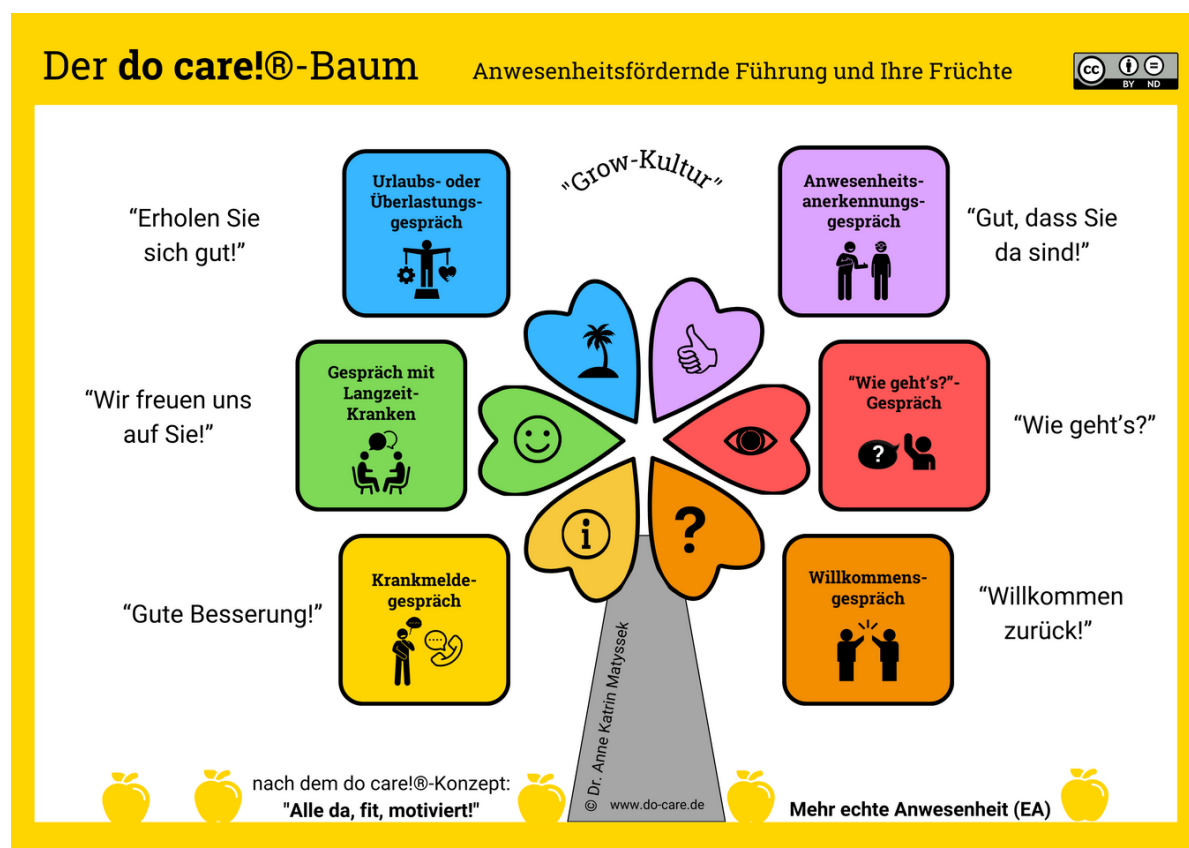 Der do care!®-Baum
Anwesenheitsfördernde Führung und Ihre Früchte
cc BY ND
"Grow-Kultur"
“Erholen Sie
sich gut!”
Urlaubs- oder
Überlastungs-
gespräch
Anwesenheits-
anerkennungs-
gespräch
“Gut, dass Sie
da sind!”
“Wir freuen uns
auf Sie!”
Gespräch mit
Langzeit-
Kranken
“Wie geht’s?”-
Gespräch
?
“Wie geht’s?”
“Gute Besserung!”
Krankmelde-
gespräch
i
?
Willkommens-
gespräch
“Willkommen
zurück!”
nach dem do care!®-Konzept:
"Alle da, fit, motiviert!"
© Dr. Anne Katrin Matyssek
www.do-care.de
Mehr echte Anwesenheit (EA)